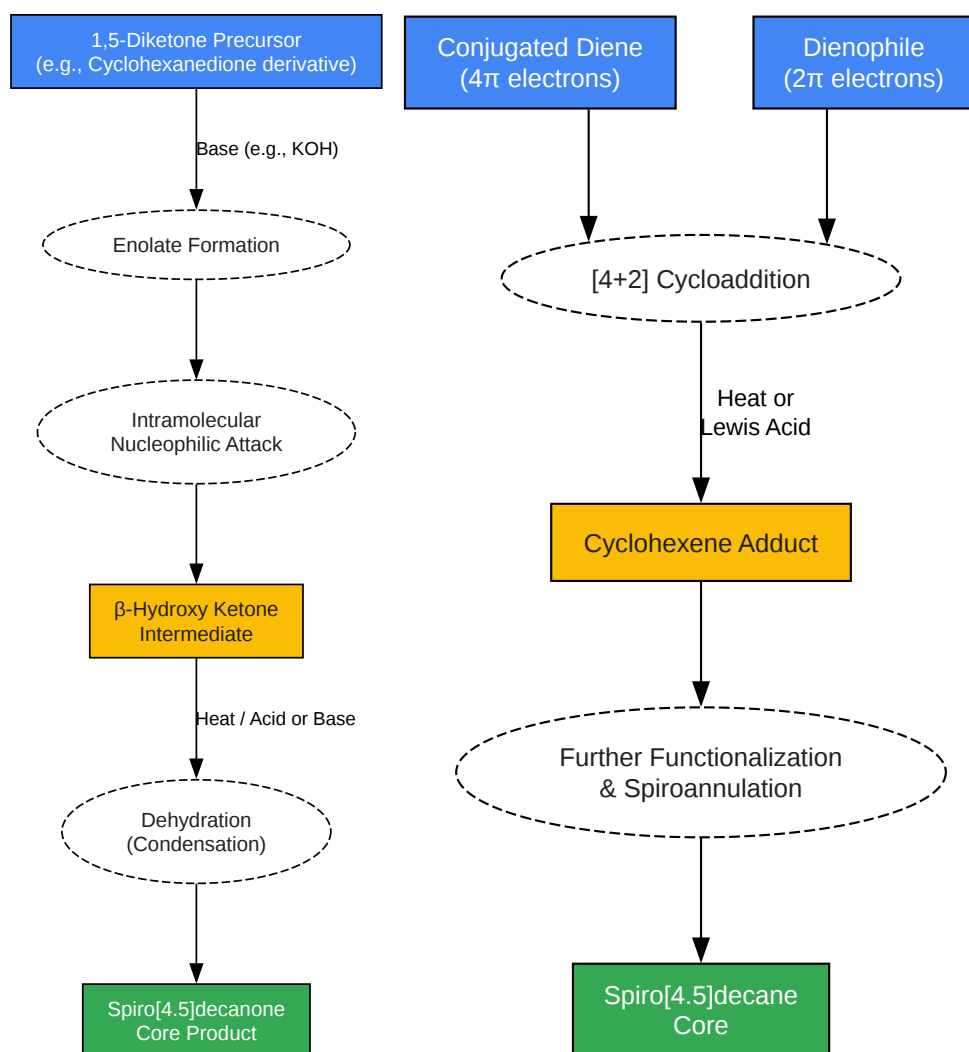 1,5-Diketone Precursor
(e.g., Cyclohexanedione derivative)
Base (e.g., KOH)
Enolate Formation
Intramolecular
Nucleophilic Attack
β-Hydroxy Ketone
Intermediate
Heat / Acid or Base
Dehydration
(Condensation)
Spiro[4.5]decanone
Core Product
Conjugated Diene
(4π electrons)
Dienophile
(2π electrons)
[4+2] Cycloaddition
Heat or
Lewis Acid
Cyclohexene Adduct
Further Functionalization
& Spiroannulation
Spiro[4.5]decane
Core